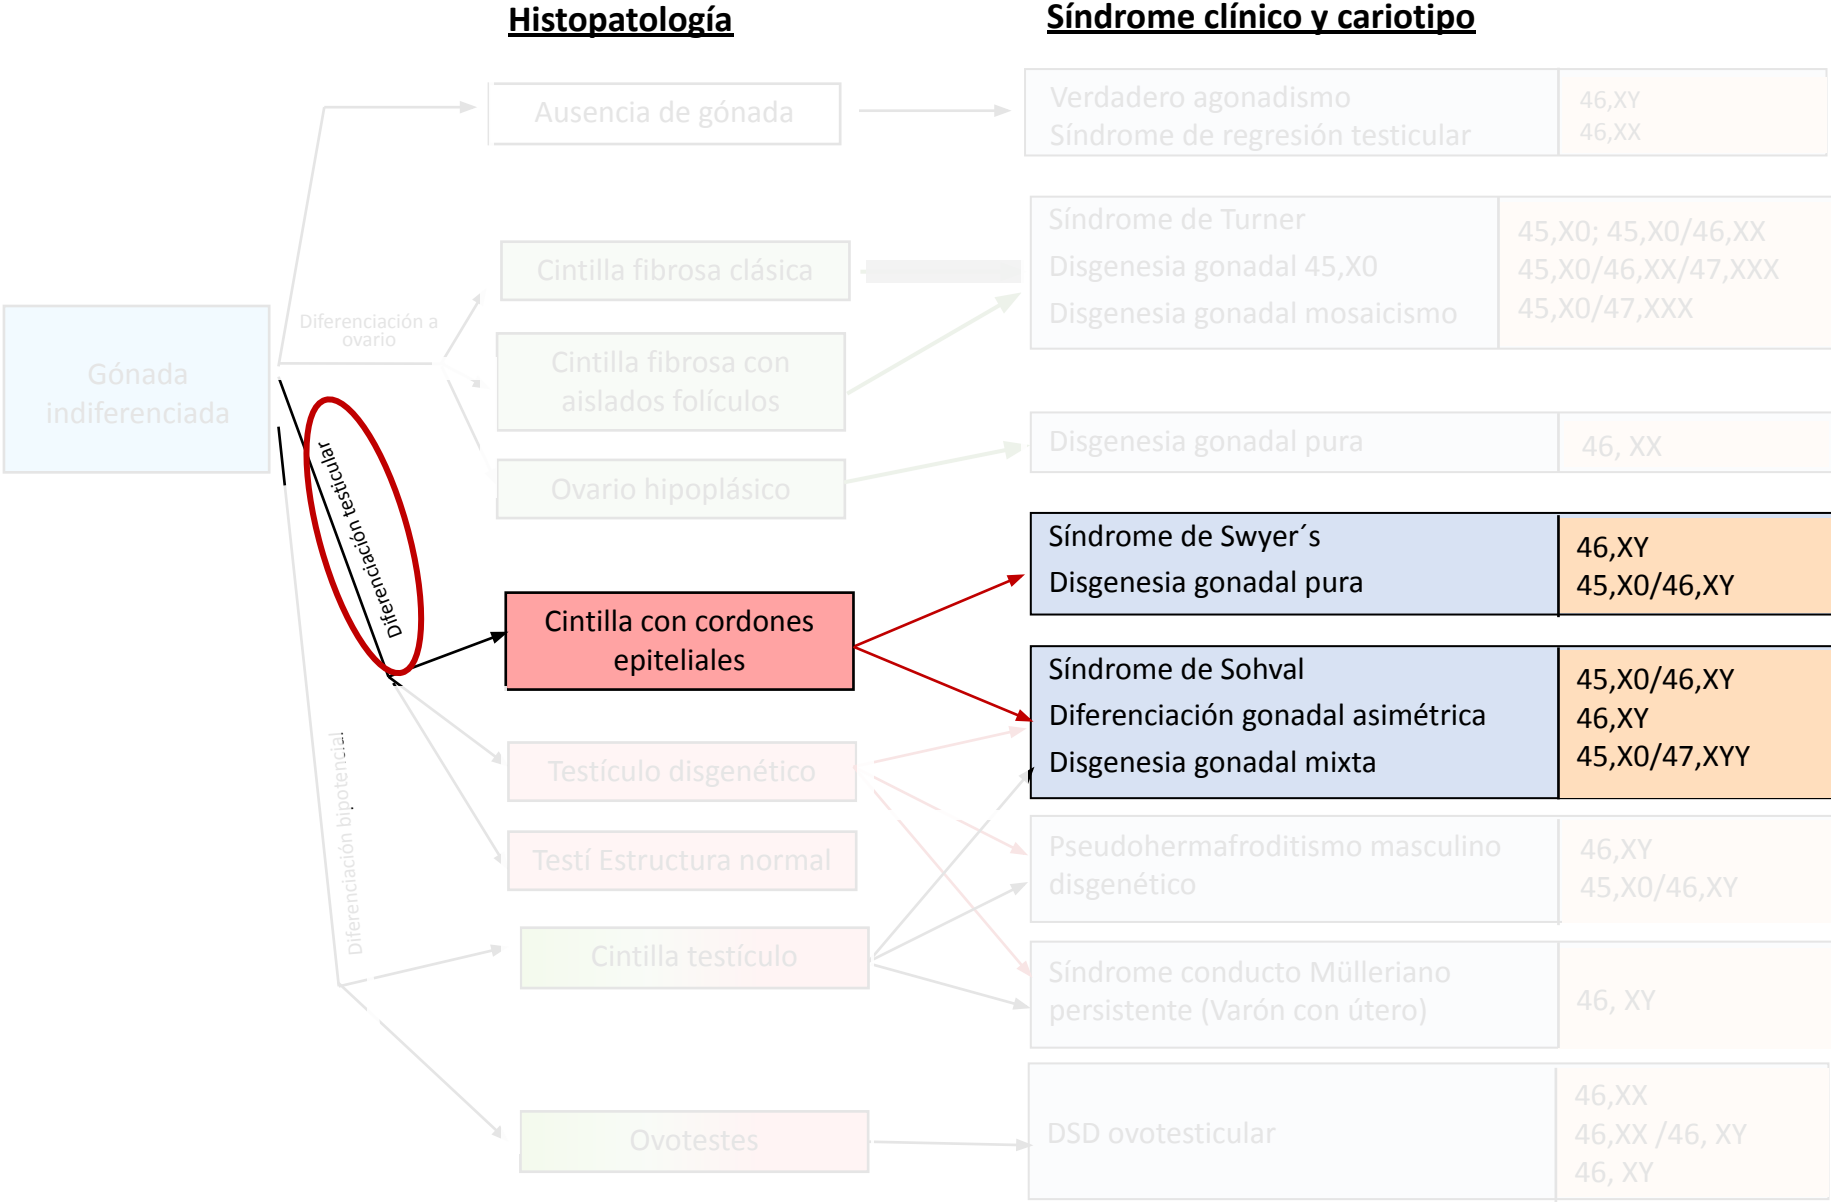 Histopatología
Síndrome clínico y cariotipo
Ausencia de gónada
Verdadero agonadismo
Síndrome de regresión testicular
46,XY
46,XX
Síndrome de Turner
Disgenesia gonadal 45,X0
Disgenesia gonadal mosaicismo
45,X0; 45,X0/46,XX
45,X0/46,XX/47,XXX
45,X0/47,XXX
Cintilla fibrosa clásica
Diferenciación a
ovario
Cintilla fibrosa con
aislados folículos
Gónada
indiferenciada
Disgenesia gonadal pura
46, XX
Ovario hipoplásico
Diferenciación testicular
Síndrome de Swyer´s
Disgenesia gonadal pura
46,XY
45,X0/46,XY
Cintilla con cordones
epiteliales
Síndrome de Sohval
Diferenciación gonadal asimétrica
Disgenesia gonadal mixta
45,X0/46,XY
46,XY
45,X0/47,XYY
Testículo disgenético
Diferenciación bipotencial
Testí Estructura normal
Pseudohermafroditismo masculino
disgenético
46,XY
45,X0/46,XY
Cintilla testículo
Síndrome conducto Mülleriano
persistente (Varón con útero)
46, XY
Ovotestes
DSD ovotesticular
46,XX
46,XX /46, XY
46, XY